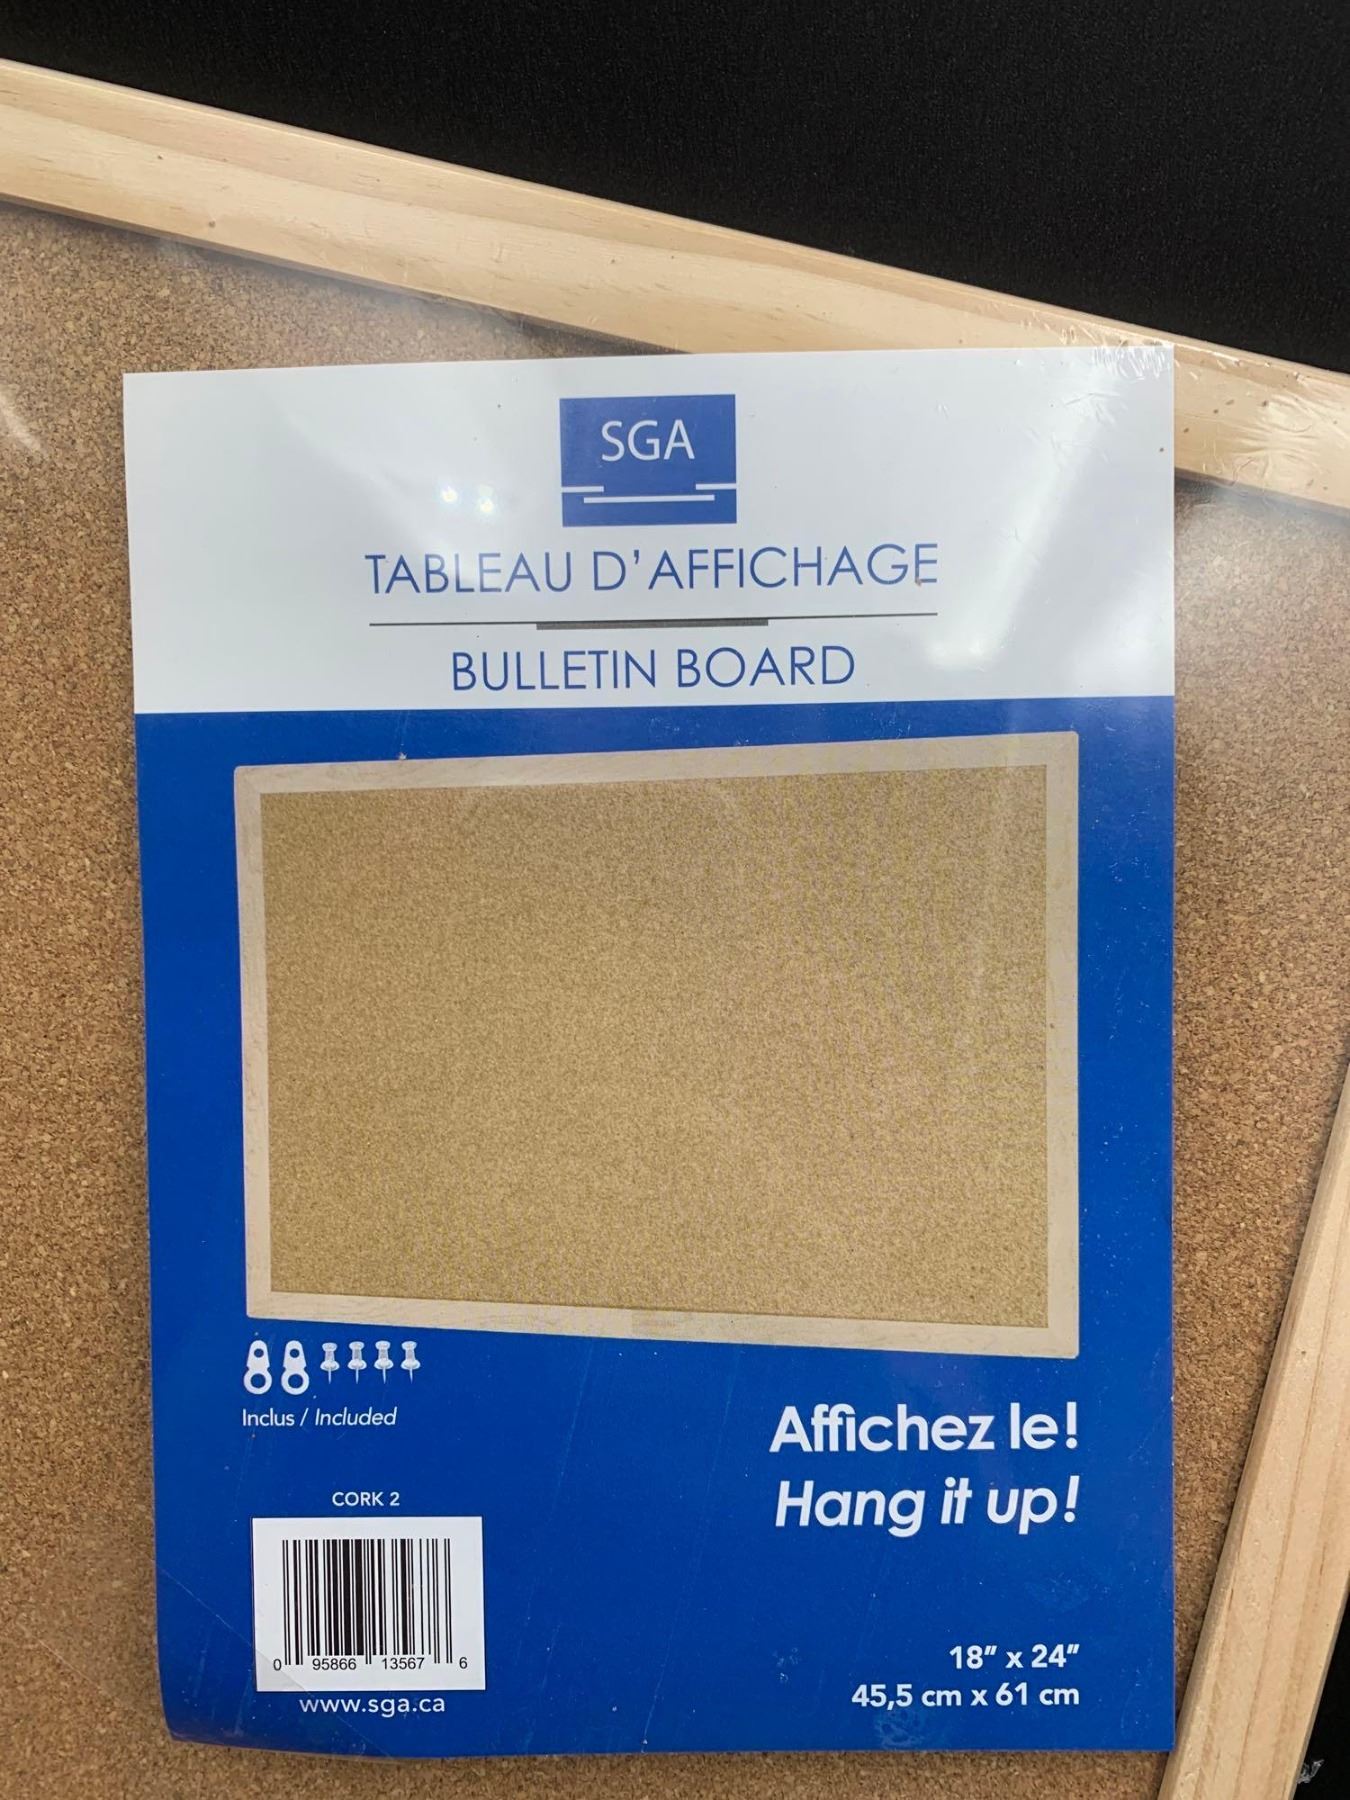 SGA
TABLEAU D'AFFICHAGE
BULLETIN BOARD
Inclus / Included
Affichez le!
Hang it up!
CORK 2
0 95866 13567 6
www.sga.ca
18" x 24"
45,5 cm x 61 cm